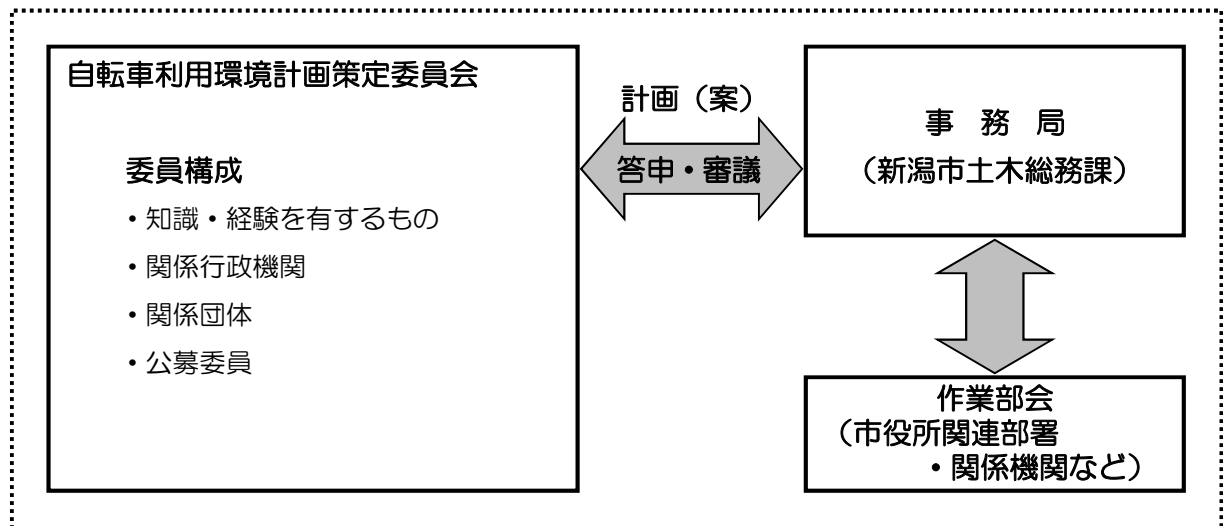 自転車利用環境計画策定委員会
委員構成
・知識・経験を有するもの
・関係行政機関
・関係団体
・公募委員
計画（案）
答申・審議
事　務　局
（新潟市土木総務課）
作業部会
（市役所関連部署
・関係機関など）